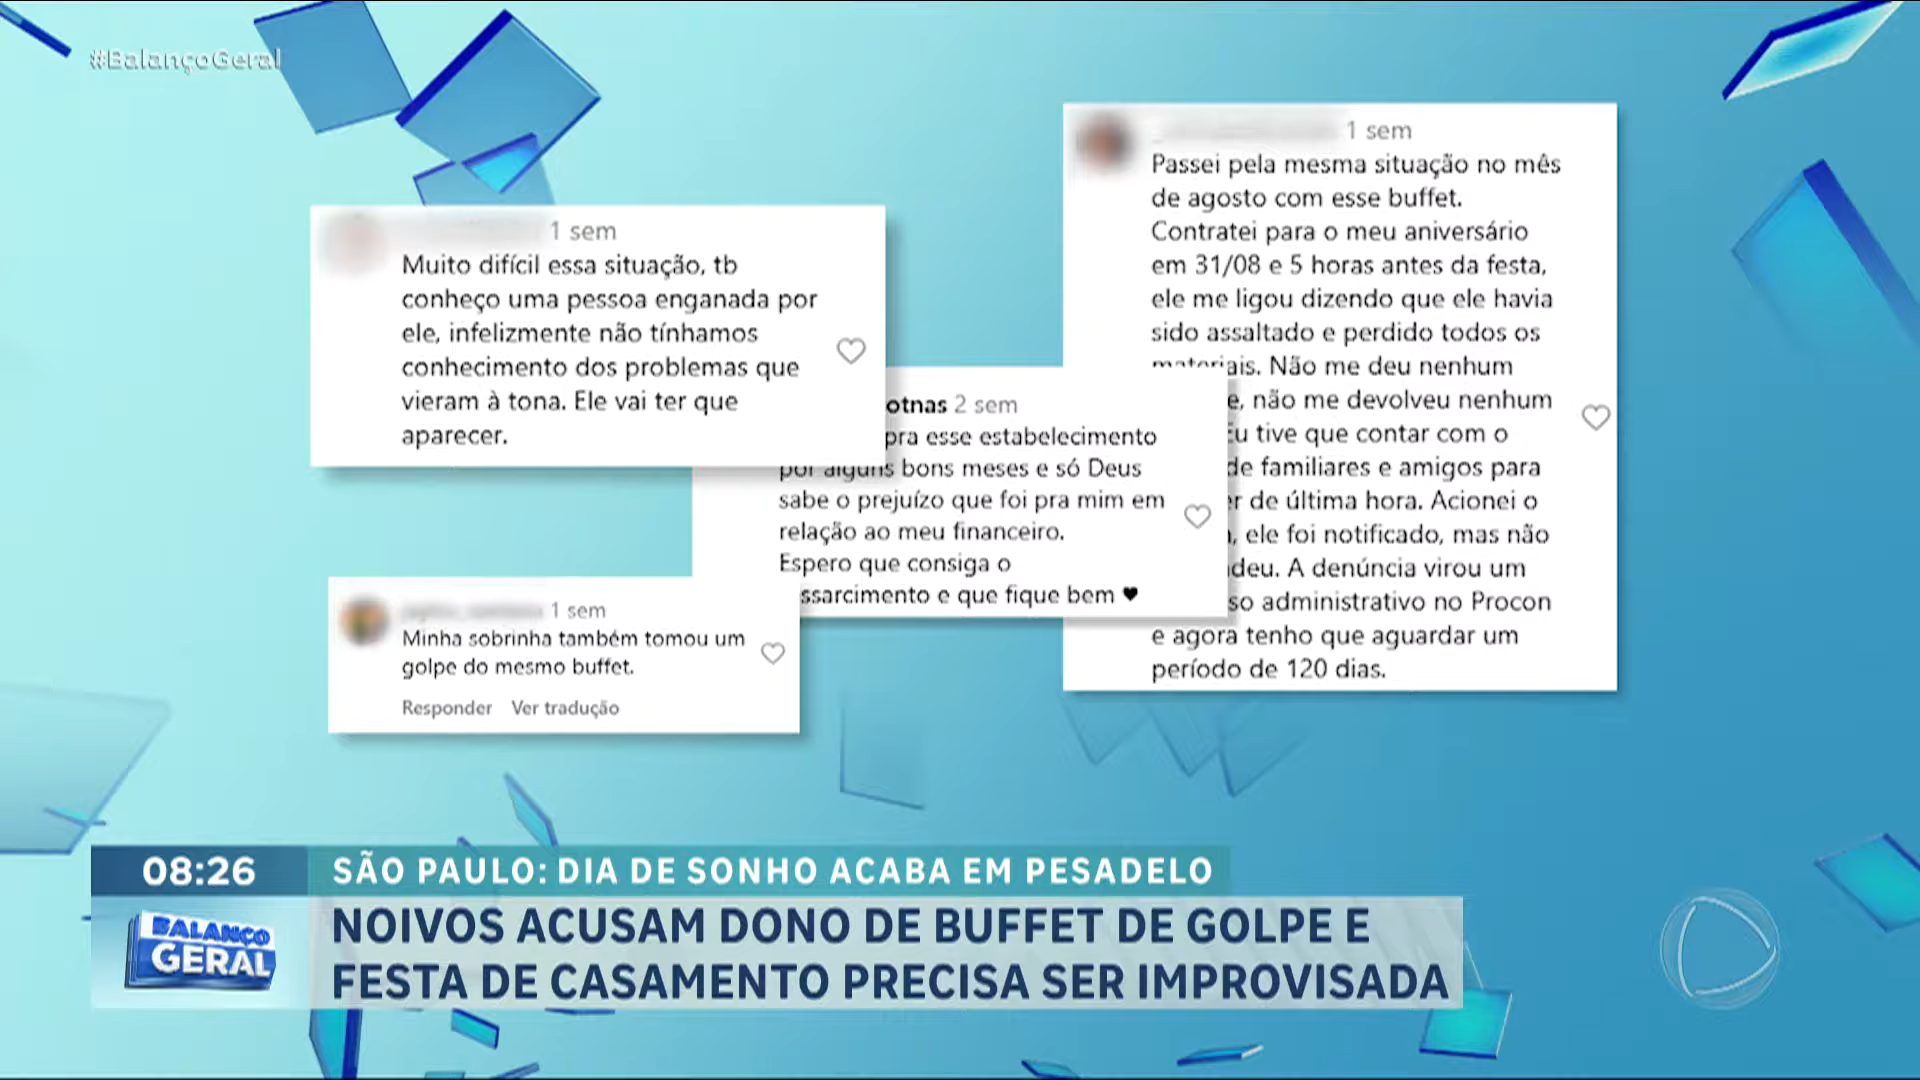 #BalançoGeral
1 sem
Muito difícil essa situação, tb
conheço uma pessoa enganada por
ele, infelizmente não tínhamos
conhecimento dos problemas que
vieram à tona. Ele vai ter que
aparecer.
otnas 2 sem
pra esse estabelecimento
por alguns bons meses e só Deus
sabe o prejuízo que foi pra mim em
relação ao meu financeiro.
Espero que consiga o
ssarcimento e que fique bem ♥
1 sem
Minha sobrinha também tomou um
golpe do mesmo buffet.
Responder Ver tradução
1 sem
Passei pela mesma situação no mês
de agosto com esse buffet.
Contratei para o meu aniversário
em 31/08 e 5 horas antes da festa,
ele me ligou dizendo que ele havia
sido assaltado e perdido todos os
materiais. Não me deu nenhum
e, não me devolveu nenhum
Eu tive que contar com o
de familiares e amigos para
r de última hora. Acionei o
, ele foi notificado, mas não
deu. A denúncia virou um
so administrativo no Procon
e agora tenho que aguardar um
período de 120 dias.
08:26
SÃO PAULO: DIA DE SONHO ACABA EM PESADELO
BALANÇO
GERAL
NOIVOS ACUSAM DONO DE BUFFET DE GOLPE E
FESTA DE CASAMENTO PRECISA SER IMPROVISADA